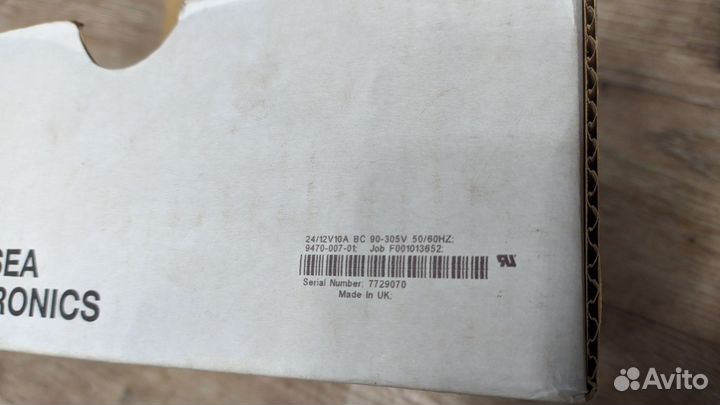 24/12V10A BC 90-305V 50/60HZ;
9470-007-01; Job F001013652;
Serial Number: 7729070
Made In UK;
SEA
RONICS
Avito